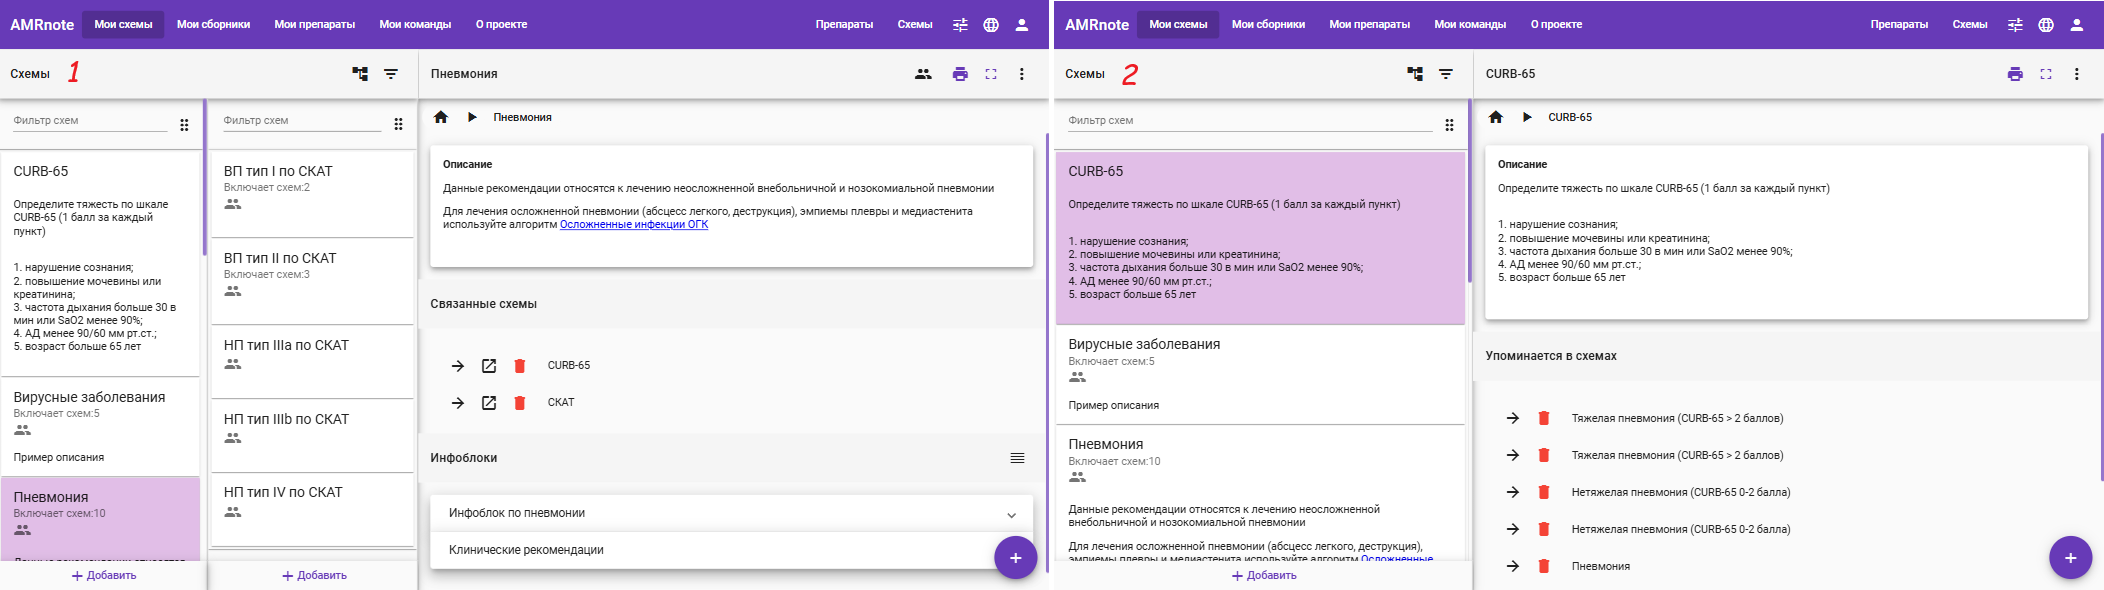 AMRnote Мои схемы Мои сборники Мои препараты Мои команды О проекте Препараты Схемы
Схемы 1
Фильтр схем
CURB-65
Определите тяжесть по шкале
CURB-65 (1 балл за каждый
пункт)
1. нарушение сознания;
2. повышение мочевины или
креатинина;
3. частота дыхания больше 30 в
мин или SaO2 менее 90%;
4. АД менее 90/60 мм рт.ст.;
5. возраст больше 65 лет
Вирусные заболевания
Включает схем:5
Пример описания
Пневмония
Включает схем:10
Данные рекомендации относятся
+ Добавить
Фильтр схем
ВП тип I по СКАТ
Включает схем:2
ВП тип II по СКАТ
Включает схем:3
НП тип IIIa по СКАТ
НП тип IIIb по СКАТ
НП тип IV по СКАТ
+ Добавить
Пневмония
Пневмония
Описание
Данные рекомендации относятся к лечению неосложненной внебольничной и нозокомиальной пневмонии
Для лечения осложненной пневмонии (абсцесс легкого, деструкция), эмпиемы плевры и медиастенита
используйте алгоритм Осложненные инфекции ОГК
Связанные схемы
CURB-65
СКАТ
Инфоблоки
Инфоблок по пневмонии
Клинические рекомендации
+
AMRnote Мои схемы Мои сборники Мои препараты Мои команды О проекте Препараты Схемы
Схемы 2
Фильтр схем
CURB-65
Определите тяжесть по шкале CURB-65 (1 балл за каждый пункт)
1. нарушение сознания;
2. повышение мочевины или креатинина;
3. частота дыхания больше 30 в мин или SaO2 менее 90%;
4. АД менее 90/60 мм рт.ст.;
5. возраст больше 65 лет
Вирусные заболевания
Включает схем:5
Пример описания
Пневмония
Включает схем:10
Данные рекомендации относятся к лечению неосложненной
внебольничной и нозокомиальной пневмонии
Для лечения осложненной пневмонии (абсцесс легкого, деструкция),
эмпиемы плевры и медиастенита используйте алгоритм Осложненные
+ Добавить
CURB-65
CURB-65
Описание
Определите тяжесть по шкале CURB-65 (1 балл за каждый пункт)
1. нарушение сознания;
2. повышение мочевины или креатинина;
3. частота дыхания больше 30 в мин или SaO2 менее 90%;
4. АД менее 90/60 мм рт.ст.;
5. возраст больше 65 лет
Упоминается в схемах
Тяжелая пневмония (CURB-65 > 2 баллов)
Тяжелая пневмония (CURB-65 > 2 баллов)
Нетяжелая пневмония (CURB-65 0-2 балла)
Нетяжелая пневмония (CURB-65 0-2 балла)
Пневмония
+